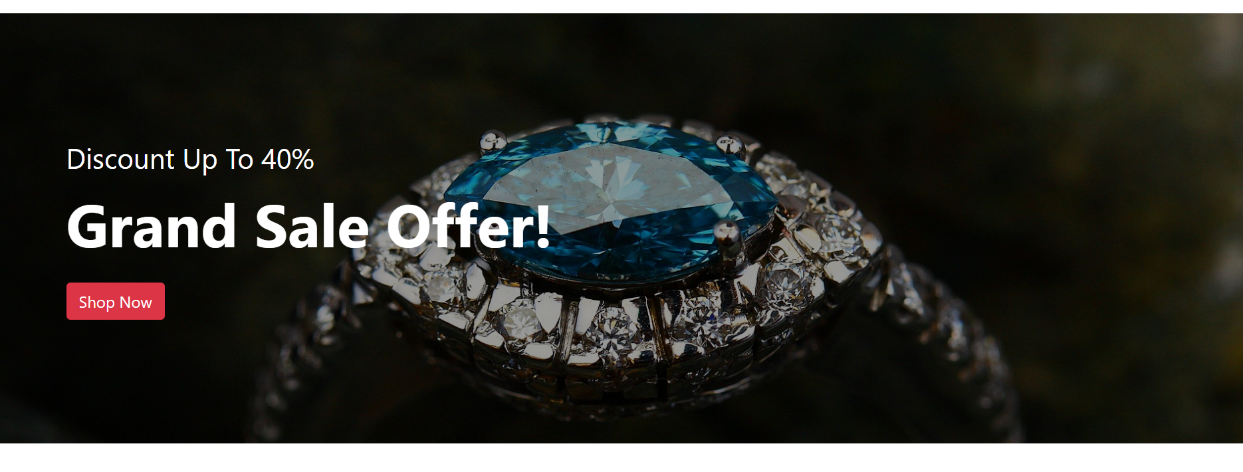 Discount Up To 40%
Grand Sale Offer!
Shop Now